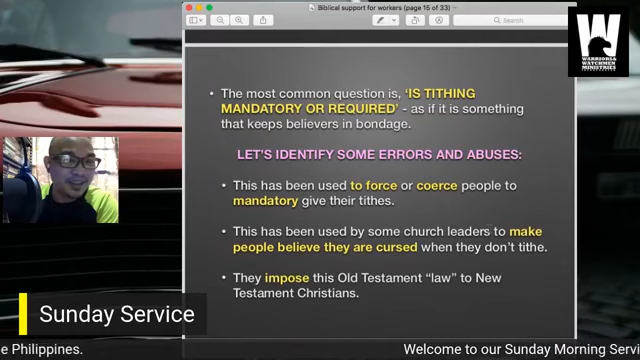 Biblical support for workers (page 15 of 33)
Search
WARRIORS &
WATCHMEN
MINISTRIES
• The most common question is, ‘IS TITHING
MANDATORY OR REQUIRED’ - as if it is something
that keeps believers in bondage.
LET’S IDENTIFY SOME ERRORS AND ABUSES:
• This has been used to force or coerce people to
mandatory give their tithes.
• This has been used by some church leaders to make
people believe they are cursed when they don’t tithe.
• They impose this Old Testament “law” to New
Testament Christians.
Sunday Service
e Philippines.
Welcome to our Sunday Morning Servi